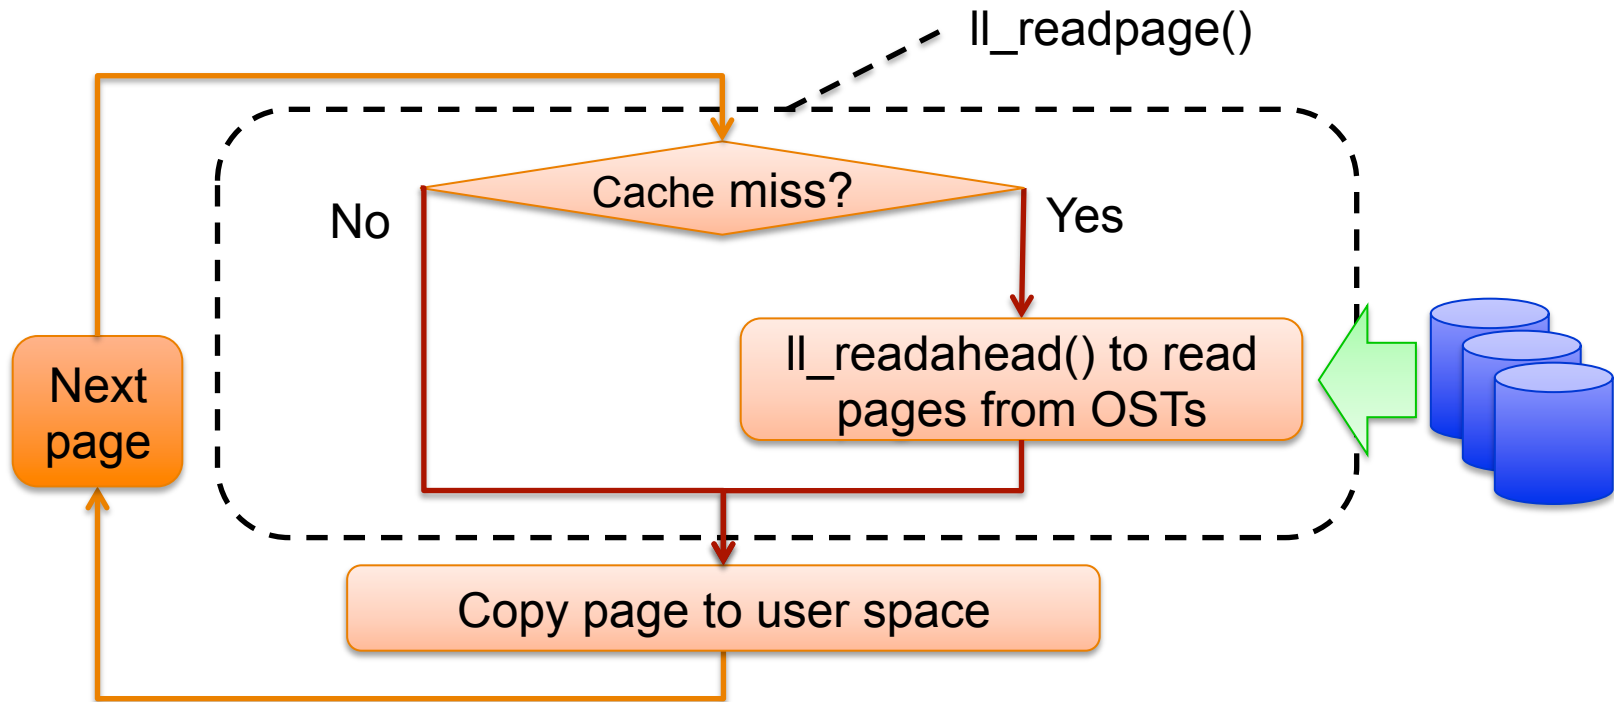 ll_readpage()
Cache miss?
No
Yes
ll_readahead() to read
pages from OSTs
Next
page
Copy page to user space